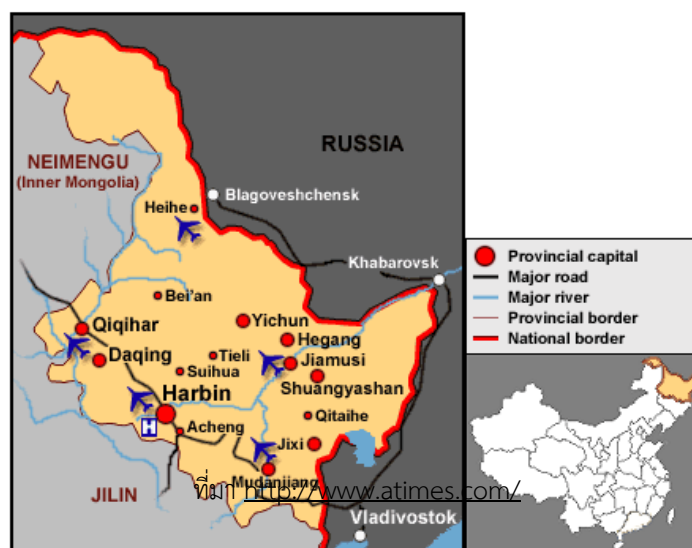 RUSSIA
NEIMENGU
(Inner Mongolia)
Blagoveshchensk
Heihe
Khabarovsk
Bei'an
Qiqihar
Yichun
Hegang
Daqing
Tieli
Jiamusi
Suihua
Shuangyashan
Harbin
Qitaihe
H
Acheng
Jixi
Mudanjiang
JILIN
ที่มา http://www.atimes.com/
Vladivostok
Provincial capital
Major road
Major river
Provincial border
National border